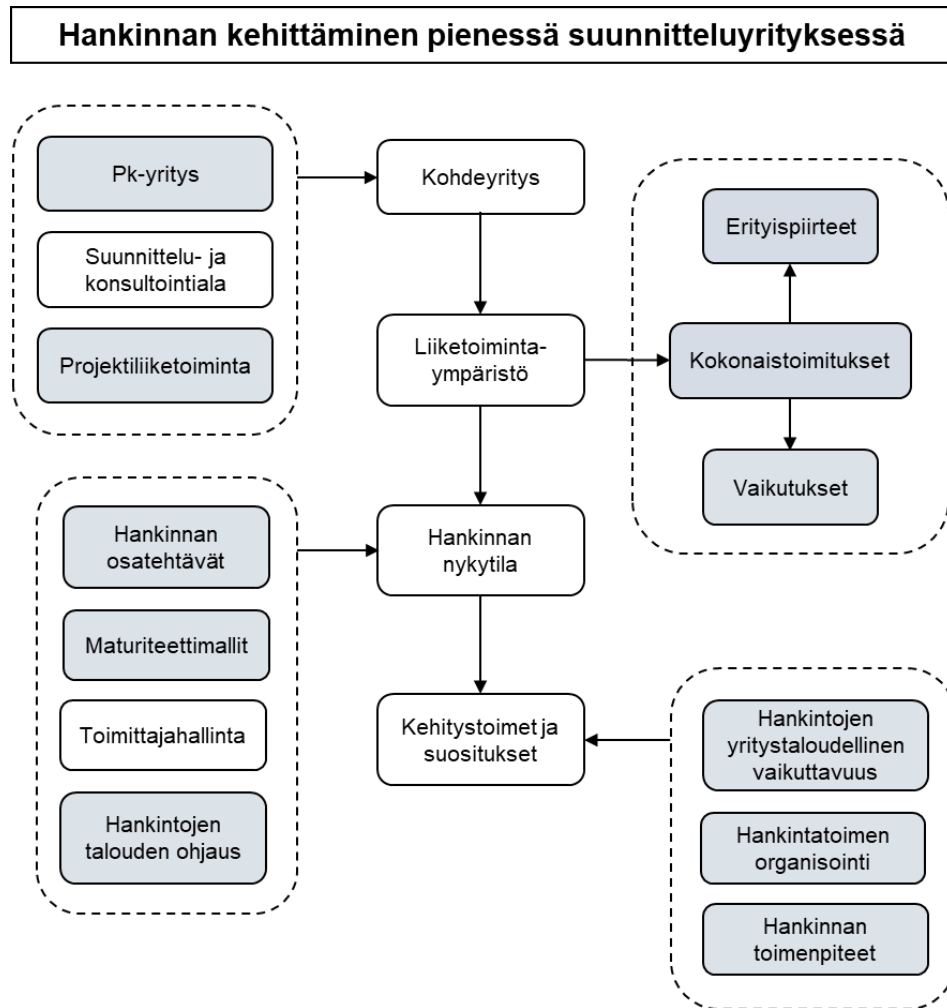 Hankinnan kehittäminen pienessä suunnitteluyrityksessä
Pk-yritys
Suunnittelu- ja
konsultointiala
Projektiliiketoiminta
Kohdeyritys
Liiketoiminta-
ympäristö
Erityispiirteet
Kokonaistoimitukset
Vaikutukset
Hankinnan
osatehtävät
Maturiteettimallit
Toimittajahallinta
Hankintojen
talouden ohjaus
Hankinnan
nykytila
Kehitystoimet ja
suositukset
Hankintojen
yritystaloudellinen
vaikuttavuus
Hankintatoimen
organisointi
Hankinnan
toimenpiteet